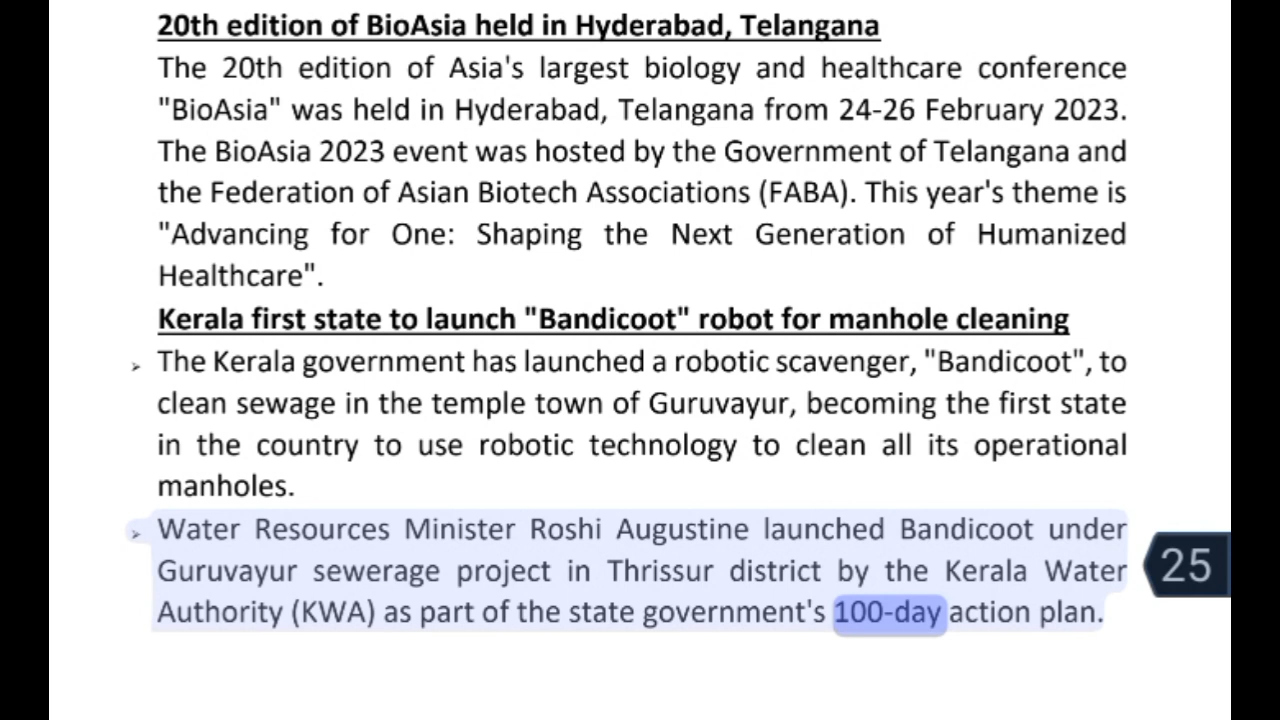 20th edition of BioAsia held in Hyderabad, Telangana
The 20th edition of Asia's largest biology and healthcare conference
"BioAsia" was held in Hyderabad, Telangana from 24-26 February 2023.
The BioAsia 2023 event was hosted by the Government of Telangana and
the Federation of Asian Biotech Associations (FABA). This year's theme is
"Advancing for One: Shaping the Next Generation of Humanized
Healthcare".
Kerala first state to launch "Bandicoot" robot for manhole cleaning
➢ The Kerala government has launched a robotic scavenger, "Bandicoot", to
clean sewage in the temple town of Guruvayur, becoming the first state
in the country to use robotic technology to clean all its operational
manholes.
➢ Water Resources Minister Roshi Augustine launched Bandicoot under
Guruvayur sewerage project in Thrissur district by the Kerala Water
Authority (KWA) as part of the state government's 100-day action plan.
25